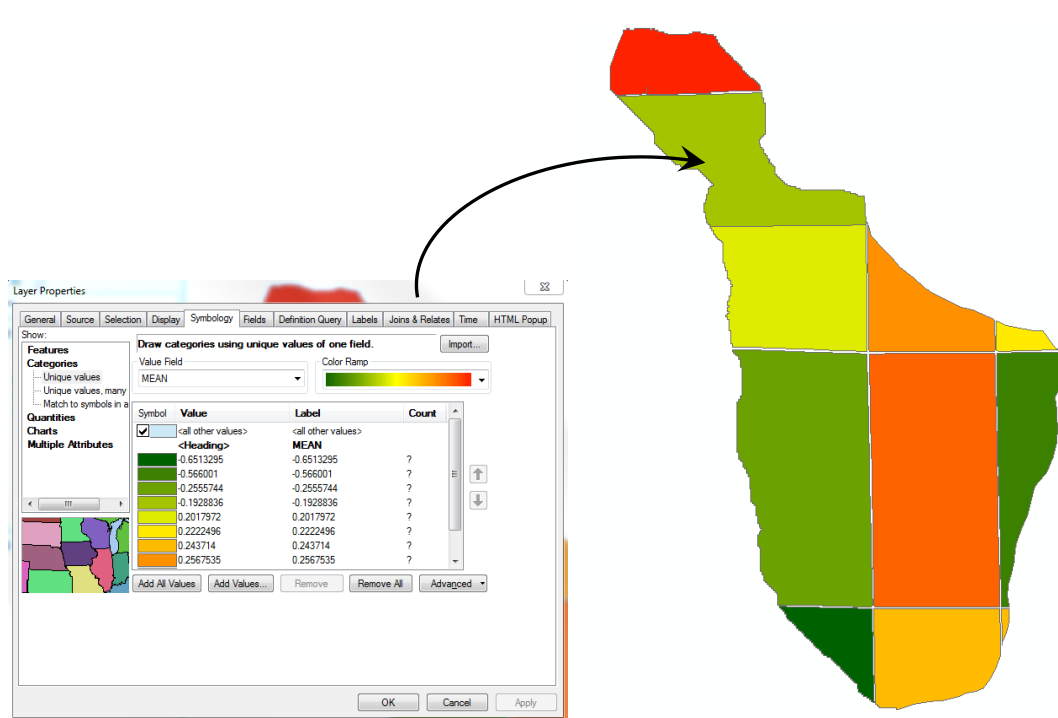 Layer Properties
General Source Selection Display Symbology Fields Definition Query Labels Joins & Relates Time HTML Popup
Show:
Features
Categories
Unique values
Unique values, many
Match to symbols in a
Quantities
Charts
Multiple Attributes
Draw categories using unique values of one field.
Import...
Value Field
MEAN
Color Ramp
Symbol Value Label Count
<all other values> <all other values>
<Heading> MEAN
-0.6513295 -0.6513295 ?
-0.566001 -0.566001 ?
-0.2555744 -0.2555744 ?
-0.1928836 -0.1928836 ?
0.2017972 0.2017972 ?
0.2222496 0.2222496 ?
0.243714 0.243714 ?
0.2567535 0.2567535 ?
Add All Values Add Values... Remove Remove All Advanced
OK Cancel Apply